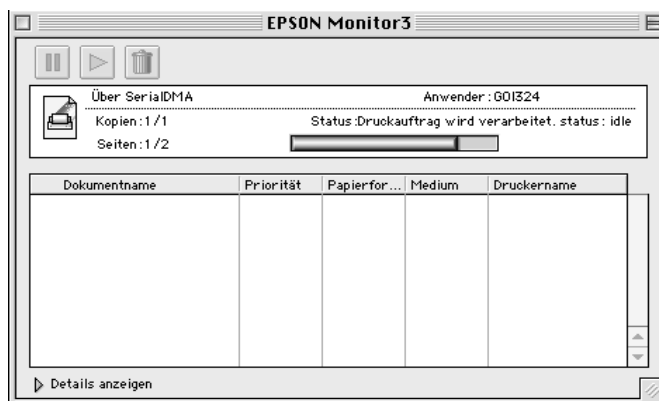 EPSON Monitor3
Über SerialDMA Anwender:GOI324
Kopien:1/1 Status:Druckauftrag wird verarbeitet. status: idle
Seiten:1/2
Dokumentname Priorität Papierfor... Medium Druckername
Details anzeigen